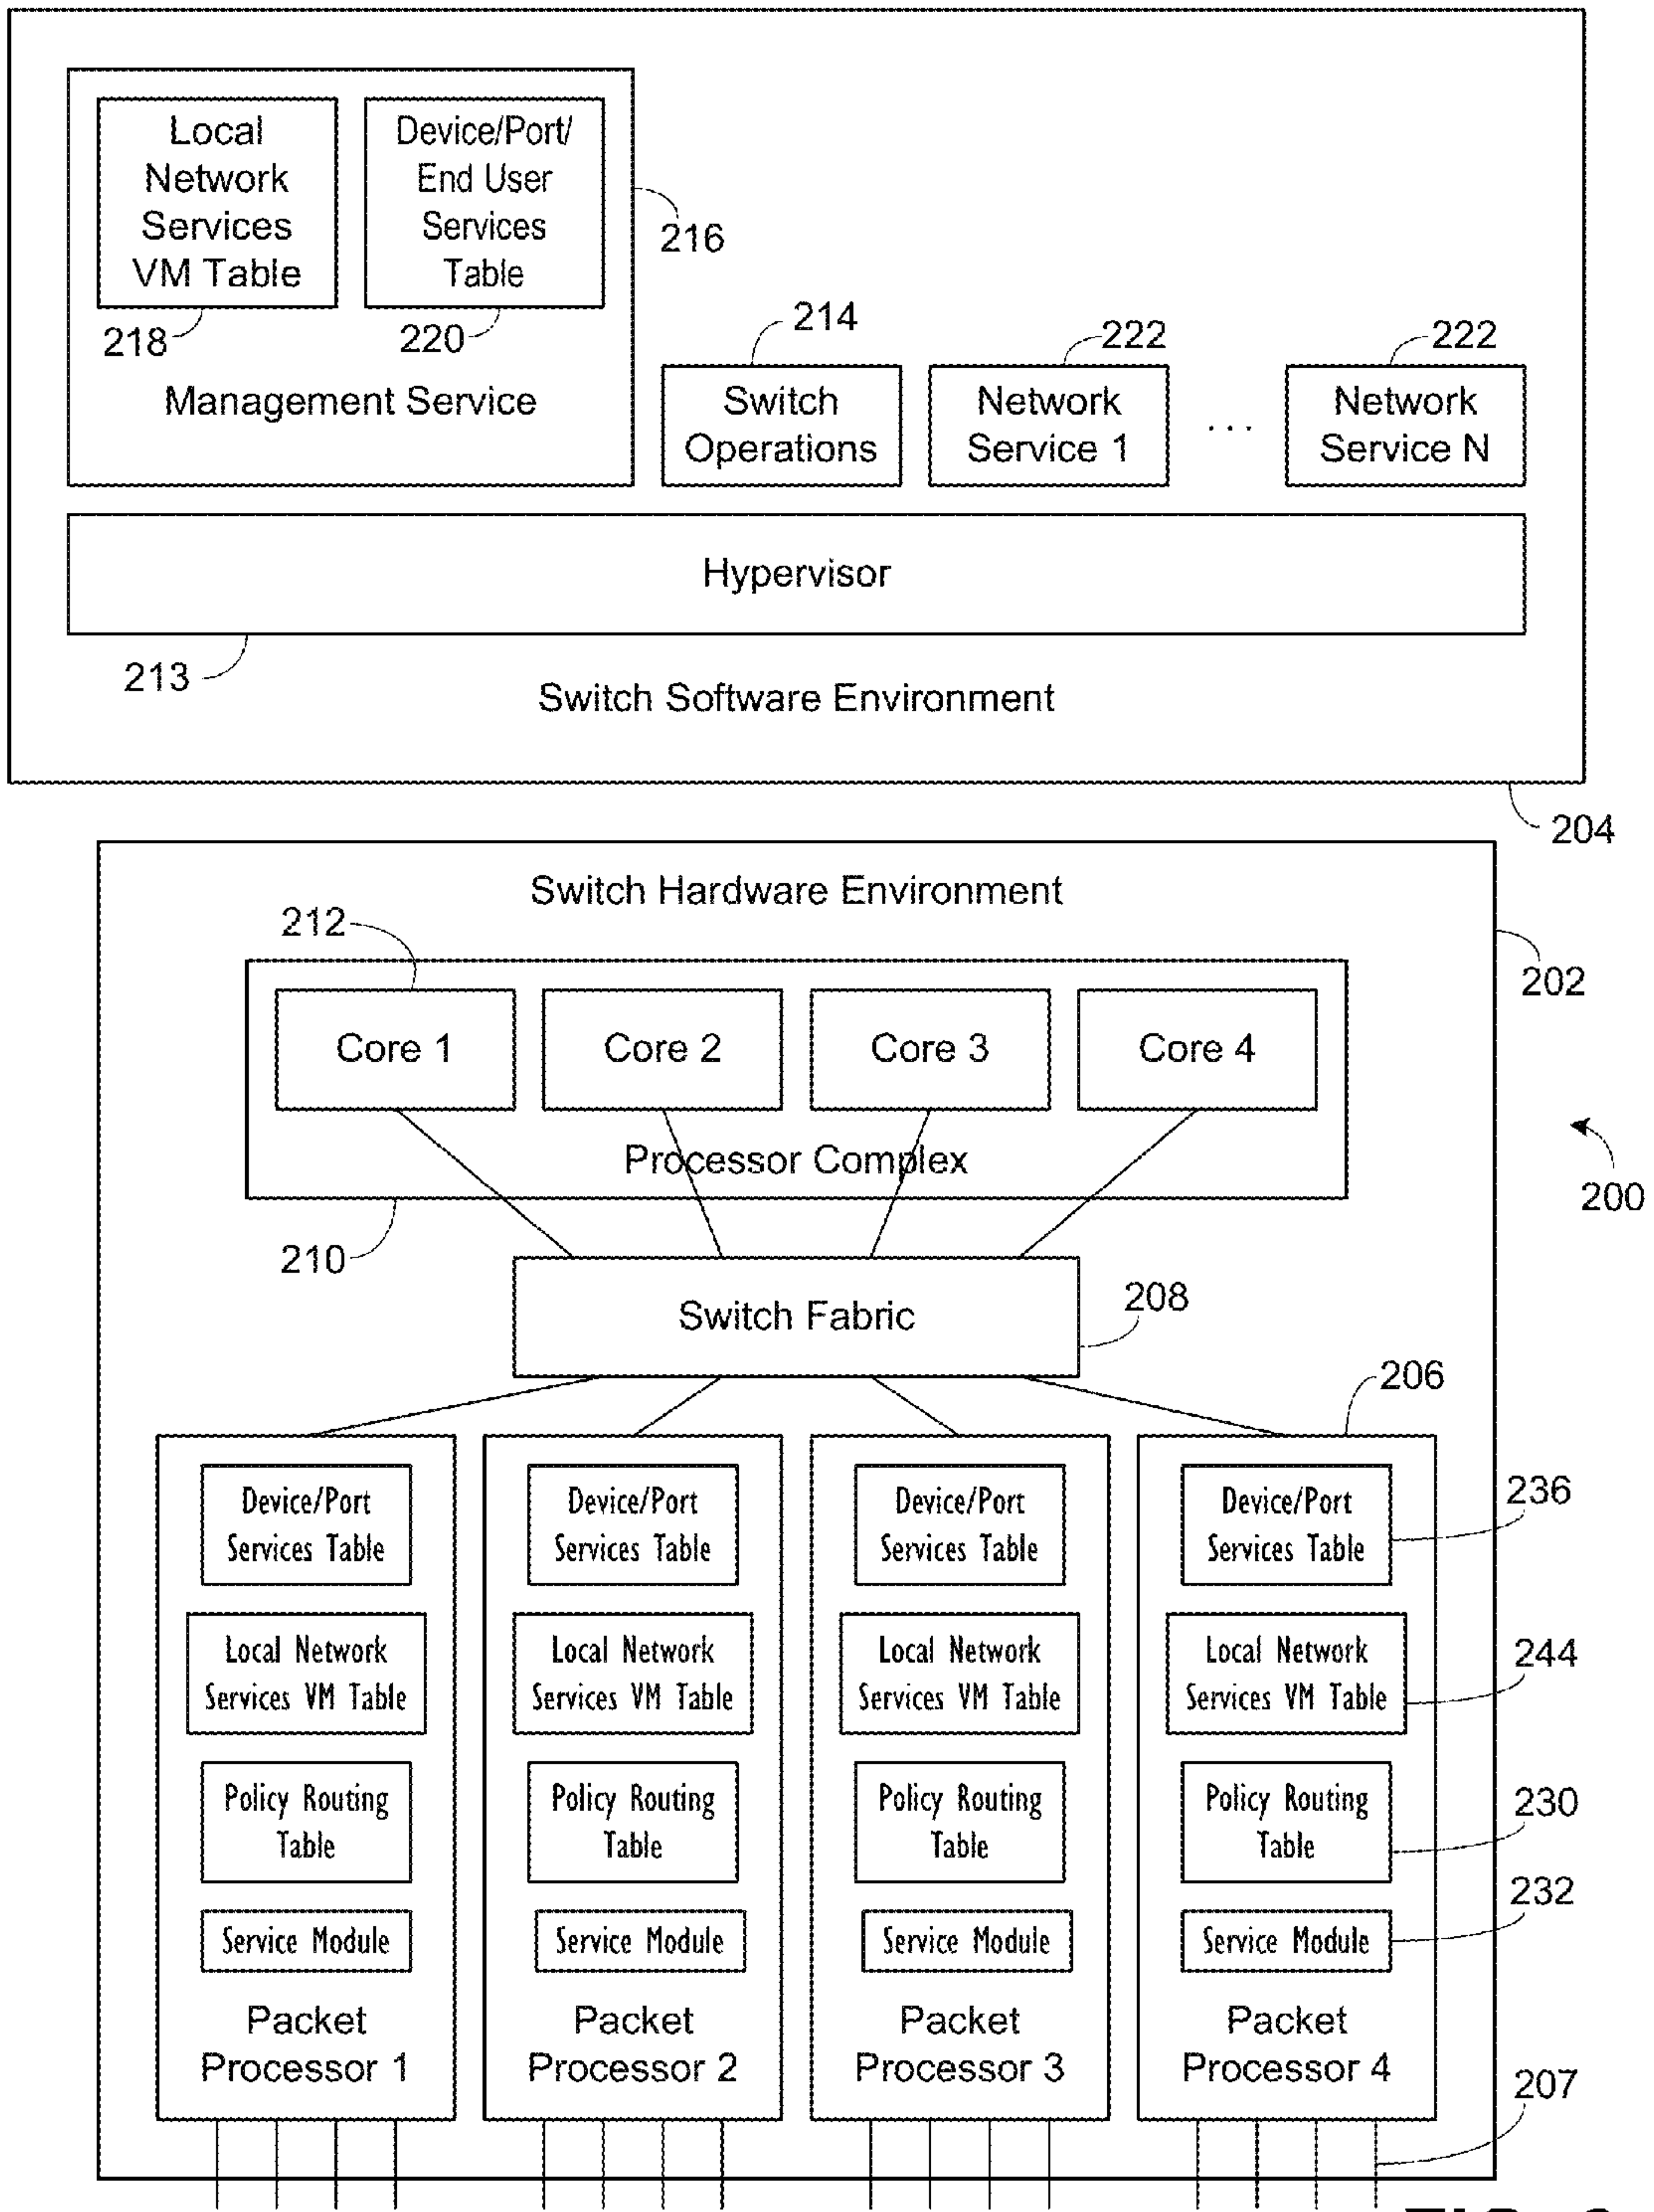 Local
Network
Services
VM Table
Device/Port/
End User
Services
Table
216
218
220
Management Service
214
222
222
Switch
Operations
Network
Service 1
. . .
Network
Service N
Hypervisor
213
Switch Software Environment
204
Switch Hardware Environment
212
202
Core 1
Core 2
Core 3
Core 4
Processor Complex
200
210
Switch Fabric
208
206
Device/Port
Services Table
Device/Port
Services Table
Device/Port
Services Table
Device/Port
Services Table
236
Local Network
Services VM Table
Local Network
Services VM Table
Local Network
Services VM Table
Local Network
Services VM Table
244
Policy Routing
Table
Policy Routing
Table
Policy Routing
Table
Policy Routing
Table
230
Service Module
Service Module
Service Module
Service Module
232
Packet
Processor 1
Packet
Processor 2
Packet
Processor 3
Packet
Processor 4
207